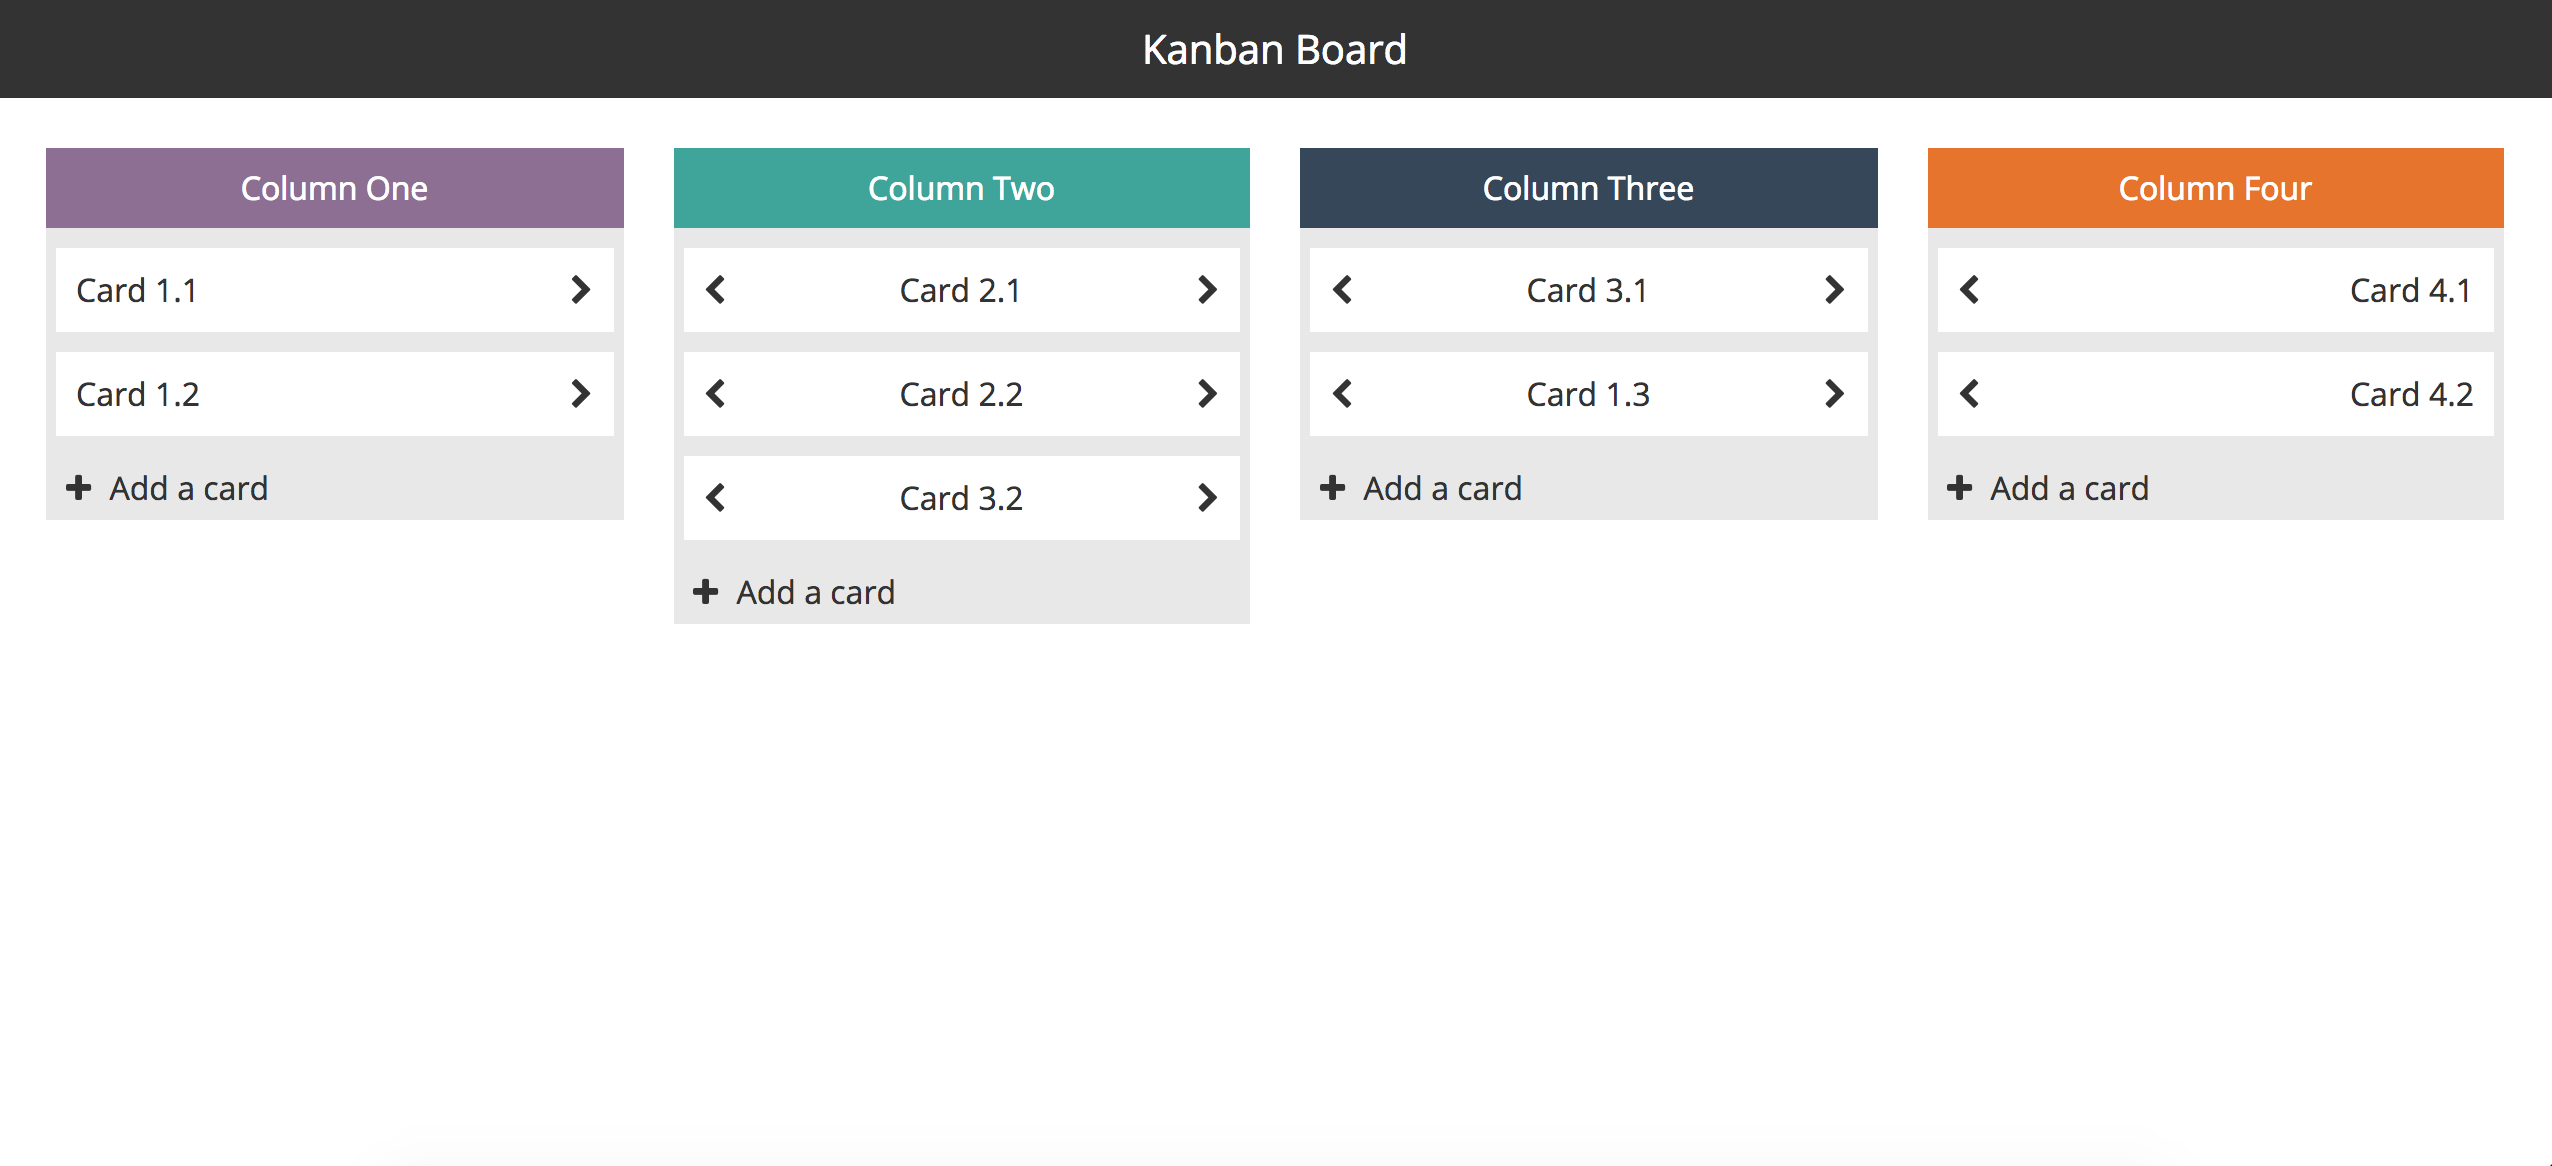 Kanban Board
Column One
Card 1.1
Card 1.2
Add a card
Column Two
Card 2.1
Card 2.2
Card 3.2
Add a card
Column Three
Card 3.1
Card 1.3
Add a card
Column Four
Card 4.1
Card 4.2
Add a card